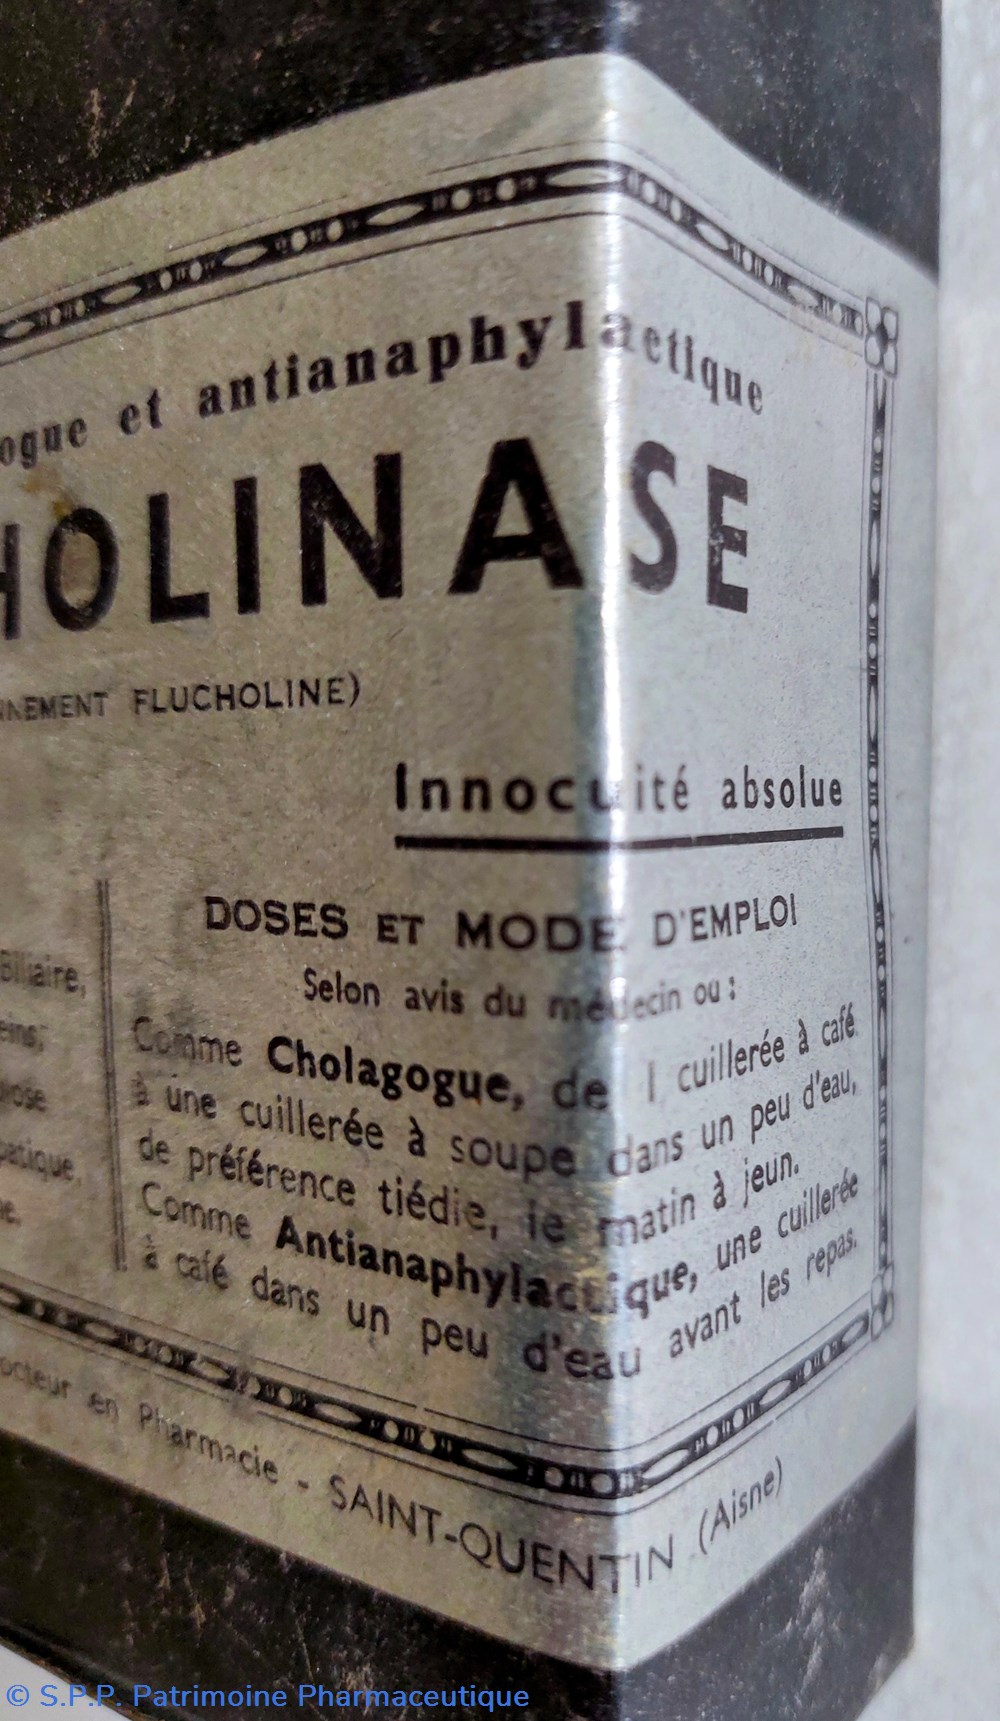 ogue et antianaphylactique
HOLINASE
NEMENT FLUCHOLINE)
Innocuité absolue
DOSES ET MODE D'EMPLOI
Selon avis du médecin ou :
Comme Cholagogue, de 1 cuillerée à café
à une cuillerée à soupe dans un peu d'eau,
de préférence tiédie, le matin à jeun.
Comme Antianaphylactique, une cuillerée
à café dans un peu d'eau avant les repas.
Biliaire,
eins,
patique,
octeur en Pharmacie - SAINT-QUENTIN (Aisne)
© S.P.P. Patrimoine Pharmaceutique